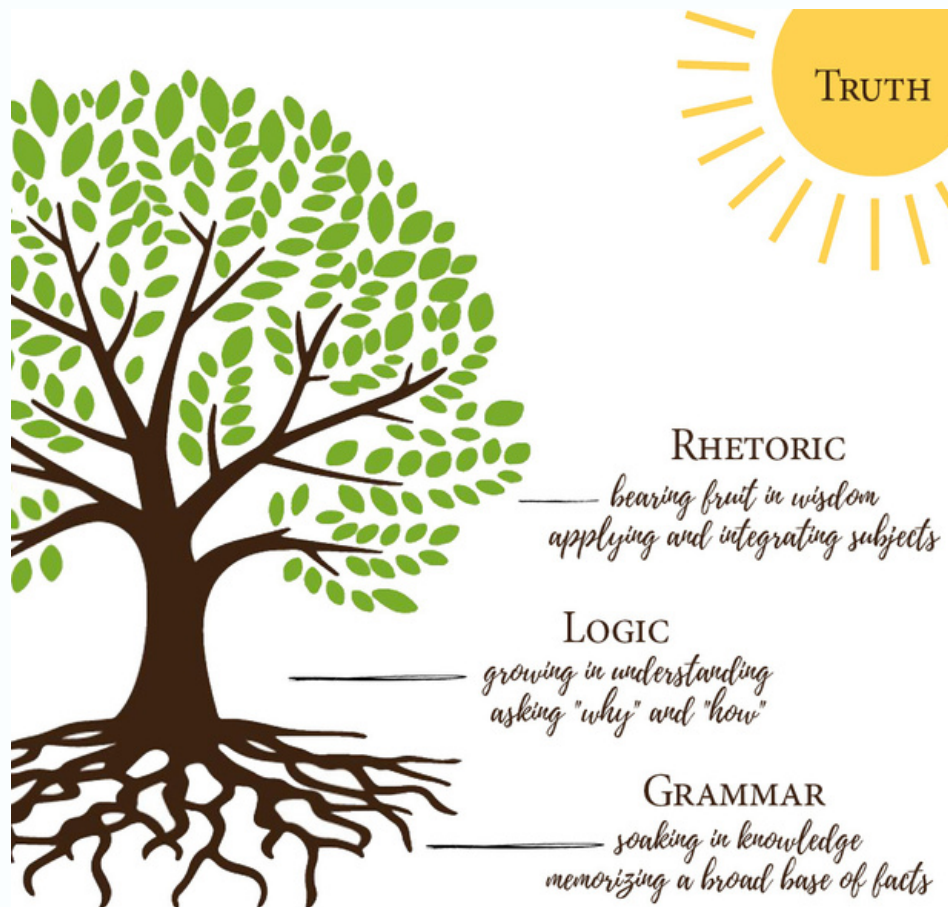 TRUTH
RHETORIC
bearing fruit in wisdom
applying and integrating subjects
LOGIC
growing in understanding
asking "why" and "how"
GRAMMAR
soaking in knowledge
memorizing a broad base of facts